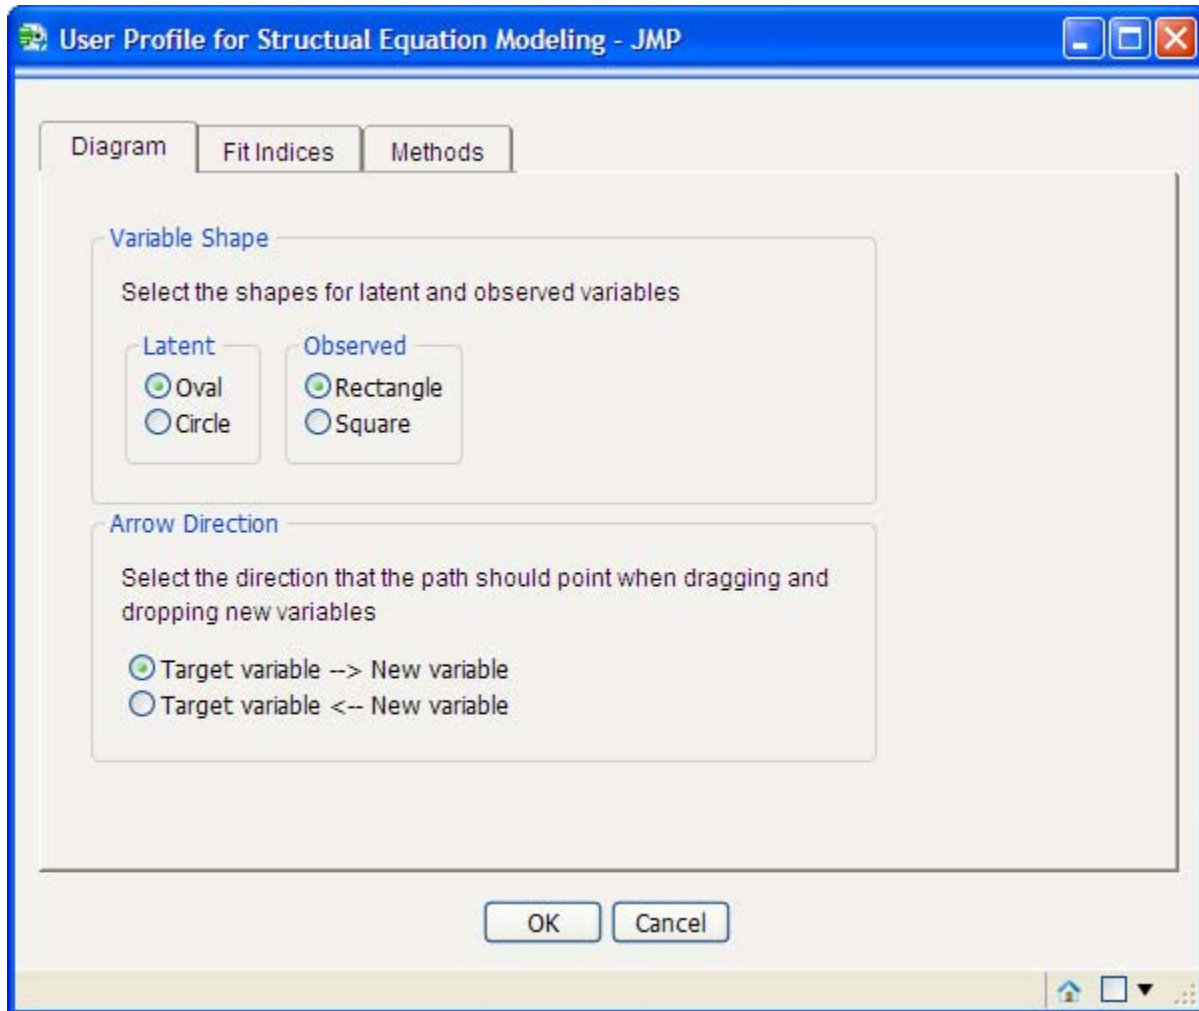 User Profile for Structual Equation Modeling - JMP
Diagram
Fit Indices
Methods
Variable Shape
Select the shapes for latent and observed variables
Latent
Oval
Circle
Observed
Rectangle
Square
Arrow Direction
Select the direction that the path should point when dragging and
dropping new variables
Target variable --> New variable
Target variable <-- New variable
OK
Cancel